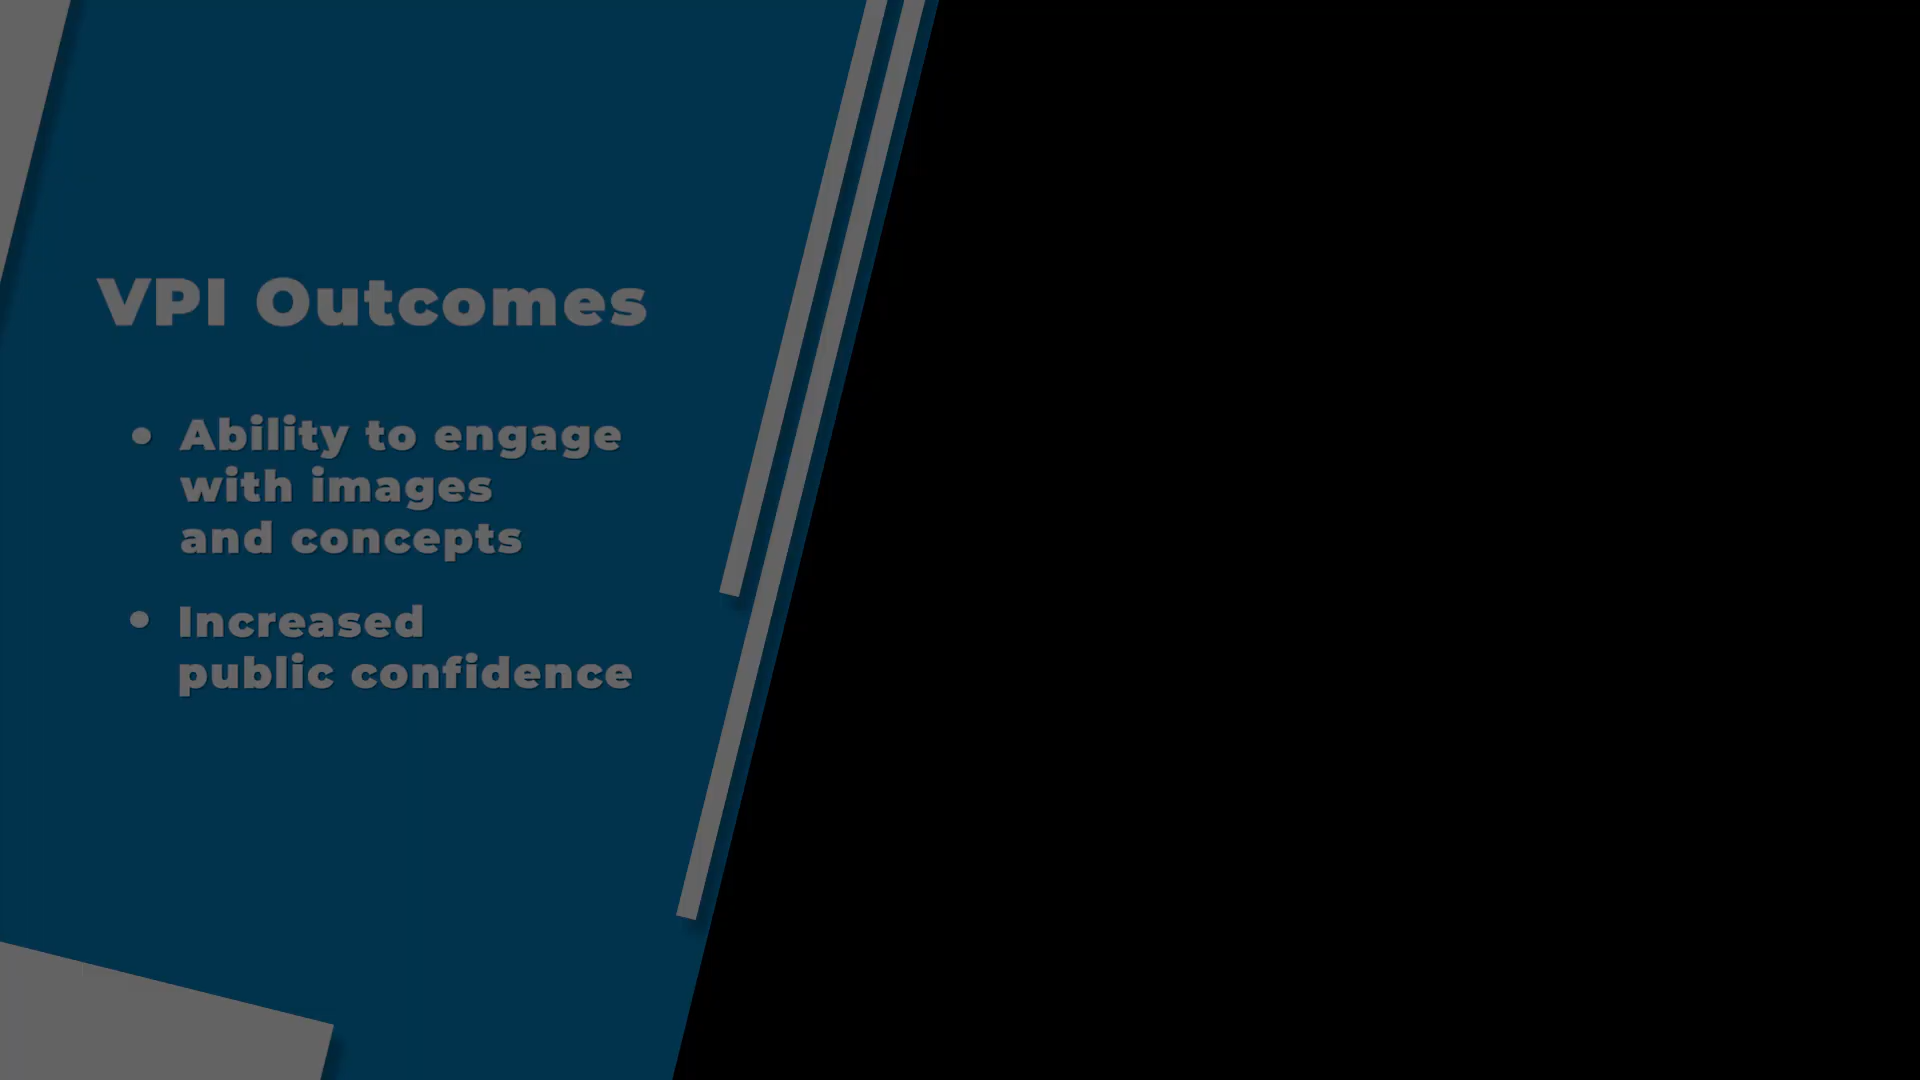 VPI Outcomes
• Ability to engage
with images
and concepts
• Increased
public confidence